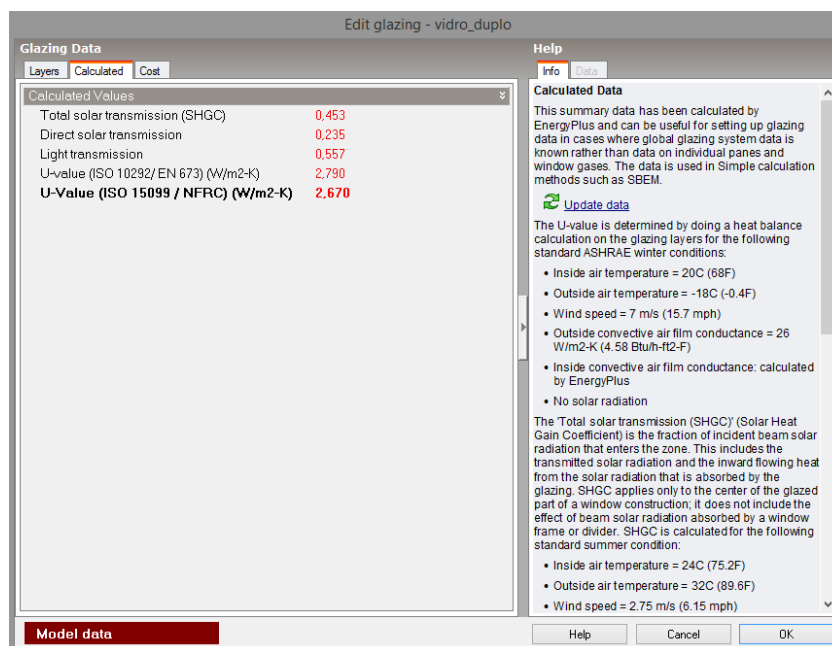 Edit glazing - vidro_duplo
Glazing Data
Layers Calculated Cost
Calculated Values
Total solar transmission (SHGC) 0,453
Direct solar transmission 0,235
Light transmission 0,557
U-value (ISO 10292/ EN 673) (W/m2-K) 2,790
U-Value (ISO 15099 / NFRC) (W/m2-K) 2,670
Model data
Help
Info Data
Calculated Data
This summary data has been calculated by
EnergyPlus and can be useful for setting up glazing
data in cases where global glazing system data is
known rather than data on individual panes and
window gases. The data is used in Simple calculation
methods such as SBEM.
Update data
The U-value is determined by doing a heat balance
calculation on the glazing layers for the following
standard ASHRAE winter conditions:
• Inside air temperature = 20C (68F)
• Outside air temperature = -18C (-0.4F)
• Wind speed = 7 m/s (15.7 mph)
• Outside convective air film conductance = 26
W/m2-K (4.58 Btu/h-ft2-F)
• Inside convective air film conductance: calculated
by EnergyPlus
• No solar radiation
The 'Total solar transmission (SHGC)' (Solar Heat
Gain Coefficient) is the fraction of incident beam solar
radiation that enters the zone. This includes the
transmitted solar radiation and the inward flowing heat
from the solar radiation that is absorbed by the
glazing. SHGC applies only to the center of the glazed
part of a window construction; it does not include the
effect of beam solar radiation absorbed by a window
frame or divider. SHGC is calculated for the following
standard summer condition:
• Inside air temperature = 24C (75.2F)
• Outside air temperature = 32C (89.6F)
• Wind speed = 2.75 m/s (6.15 mph)
Help Cancel OK